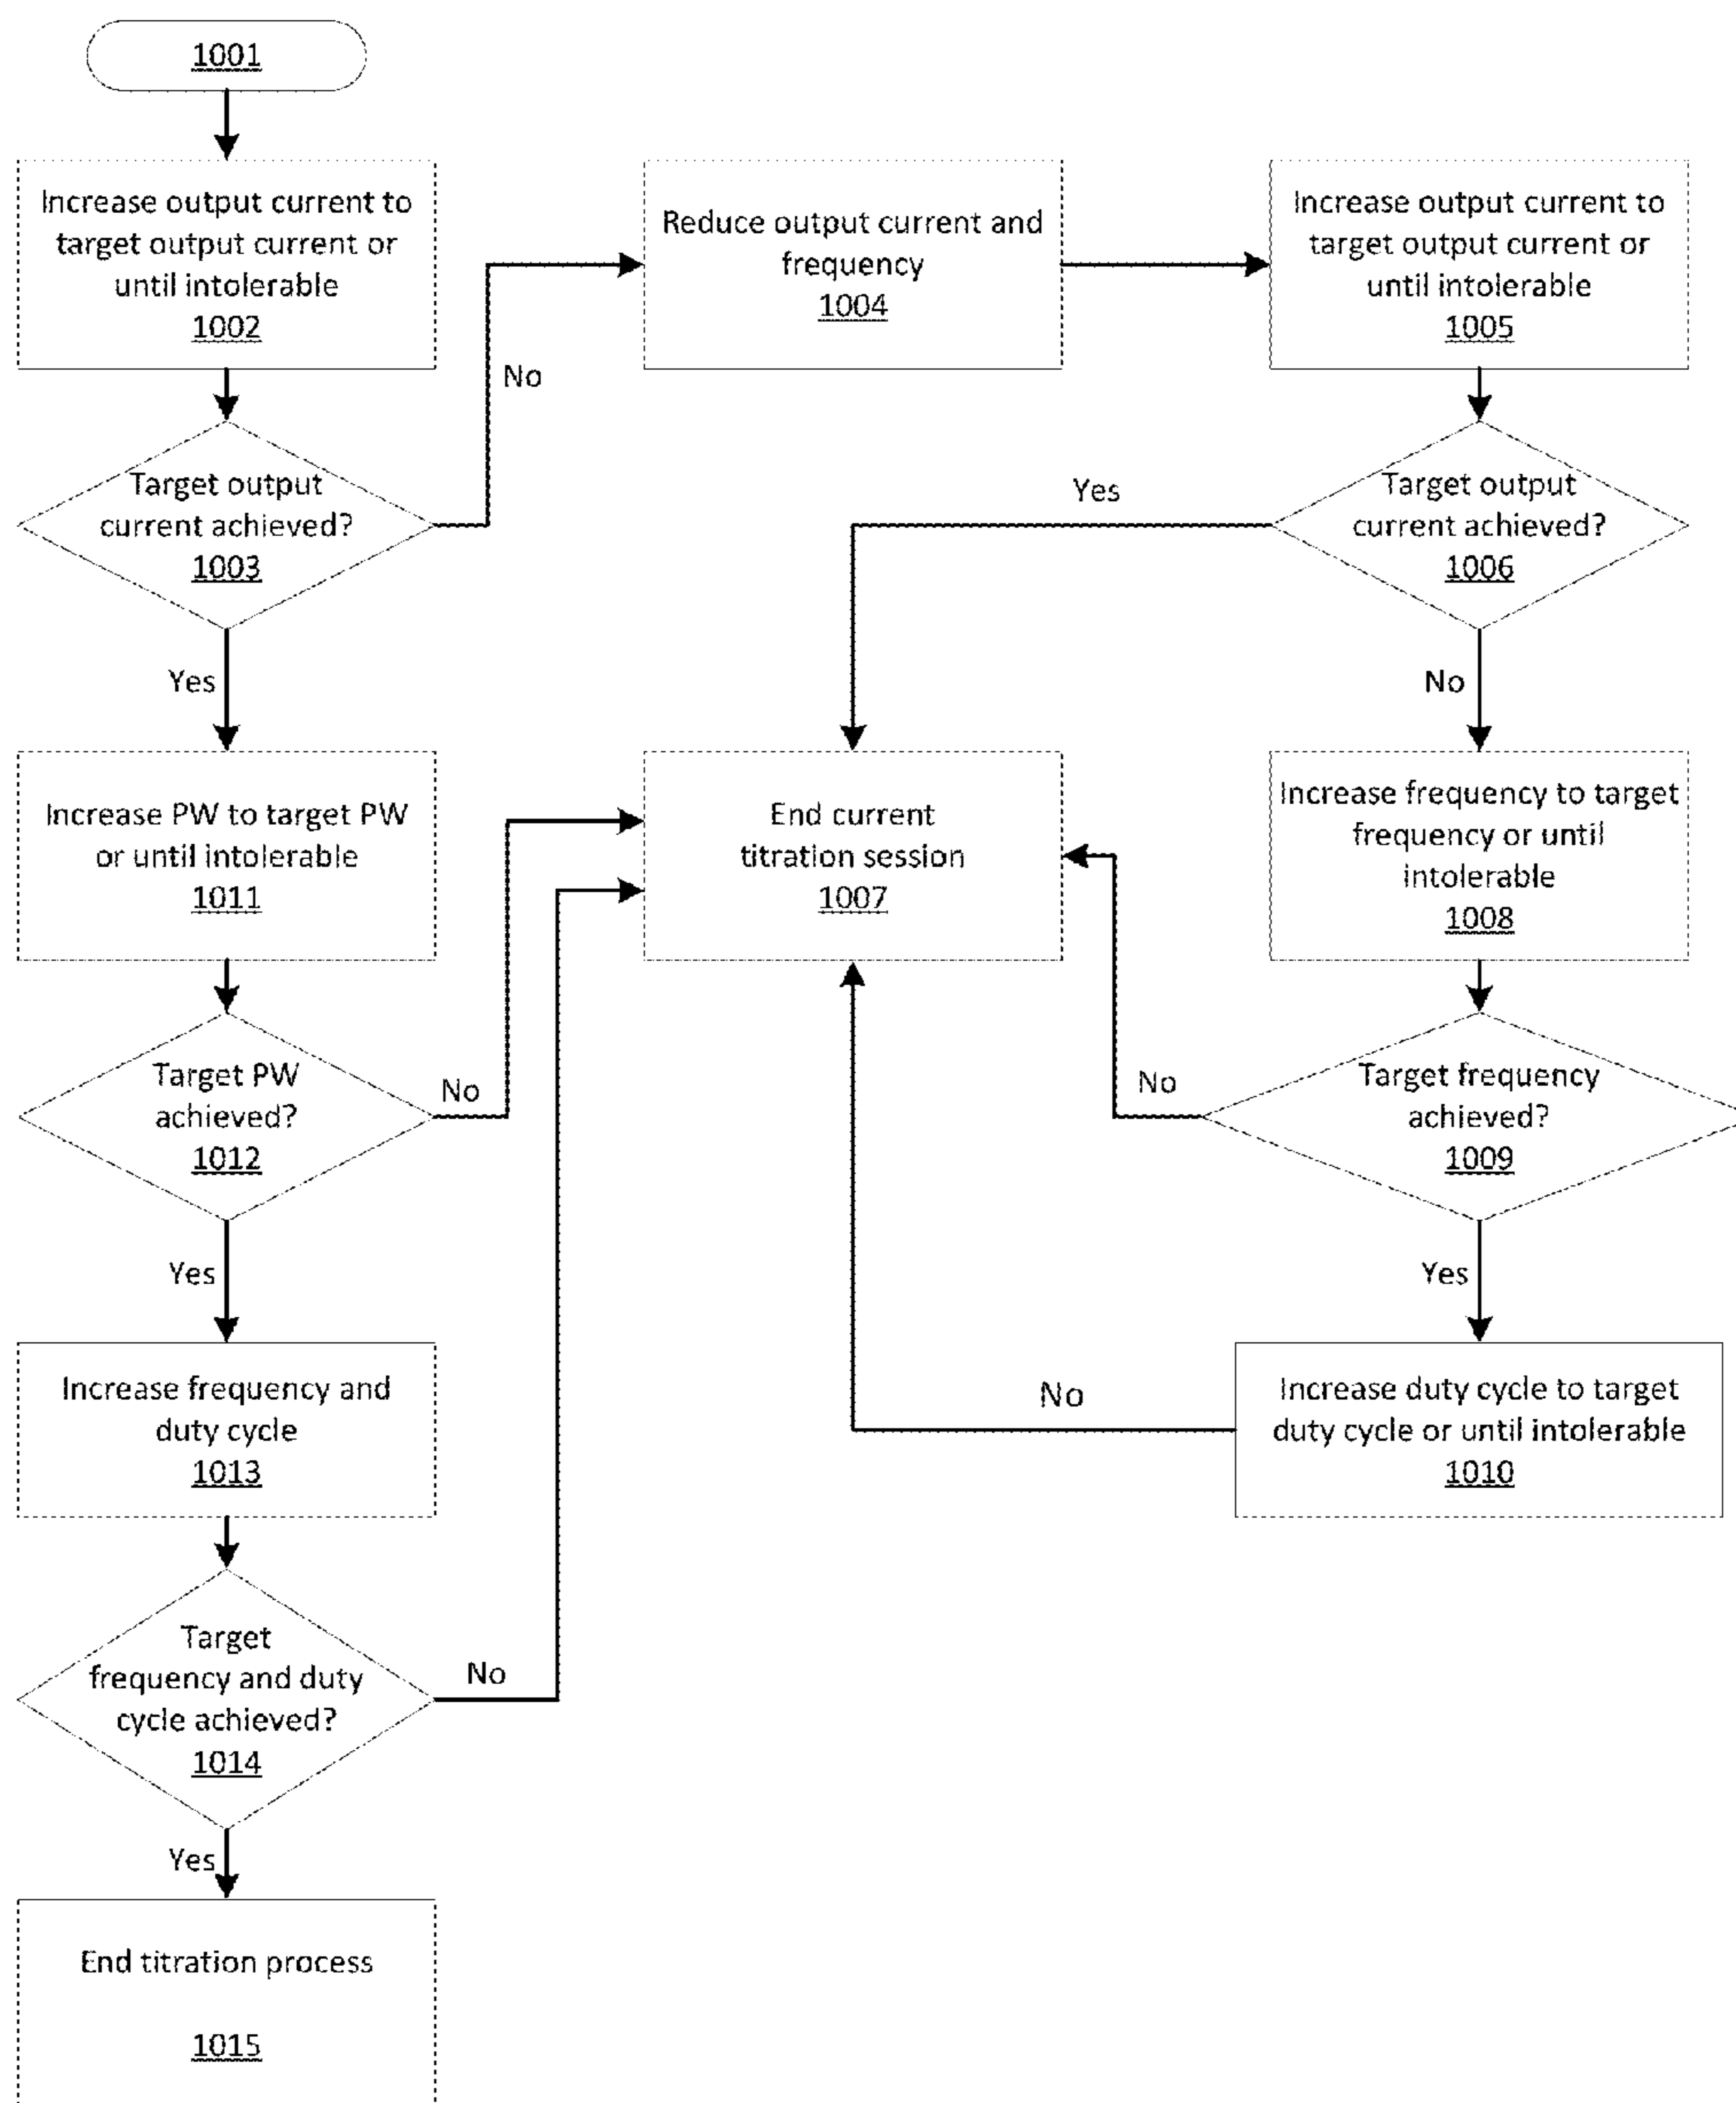 1001
Increase output current to
target output current or
until intolerable
1002
Reduce output current and
frequency
1004
Increase output current to
target output current or
until intolerable
1005
No
Target output
current achieved?
1003
Yes
Target output
current achieved?
1006
Yes
No
Increase PW to target PW
or until intolerable
1011
End current
titration session
1007
Increase frequency to target
frequency or until
intolerable
1008
Target PW
achieved?
1012
No
No
Target frequency
achieved?
1009
Yes
Yes
Increase frequency and
duty cycle
1013
No
Increase duty cycle to target
duty cycle or until intolerable
1010
Target
frequency and duty
cycle achieved?
1014
No
Yes
End titration process
1015